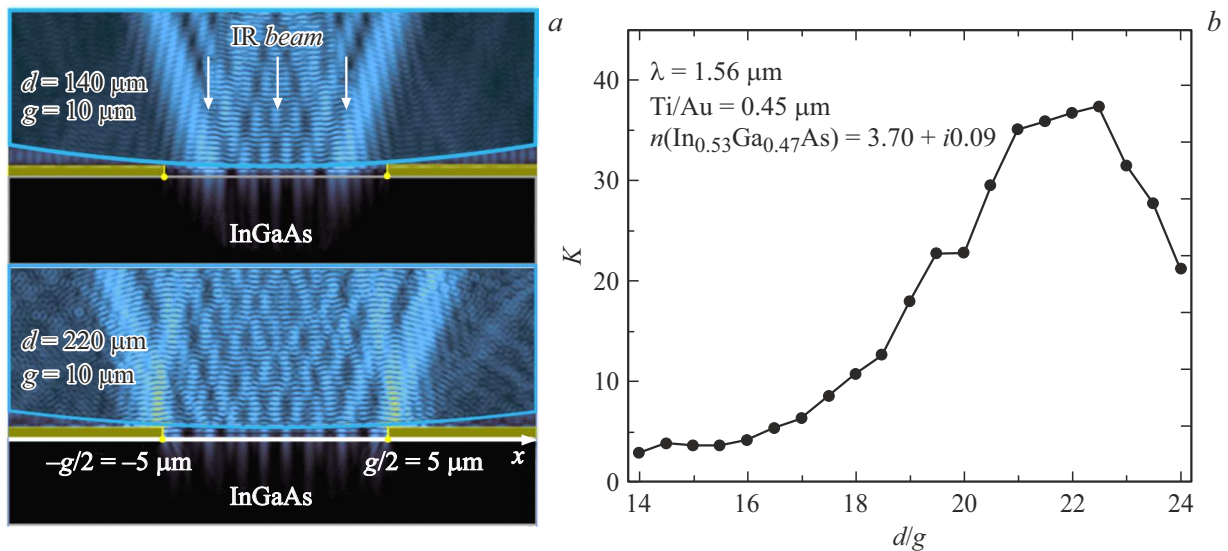 a
IR beam
d = 140 μm
g = 10 μm
InGaAs
d = 220 μm
g = 10 μm
–g/2 = –5 μm
g/2 = 5 μm
x
InGaAs
b
λ = 1.56 μm
Ti/Au = 0.45 μm
n(In0.53Ga0.47As) = 3.70 + i0.09
K
40
30
20
10
0
14
16
18
20
22
24
d/g